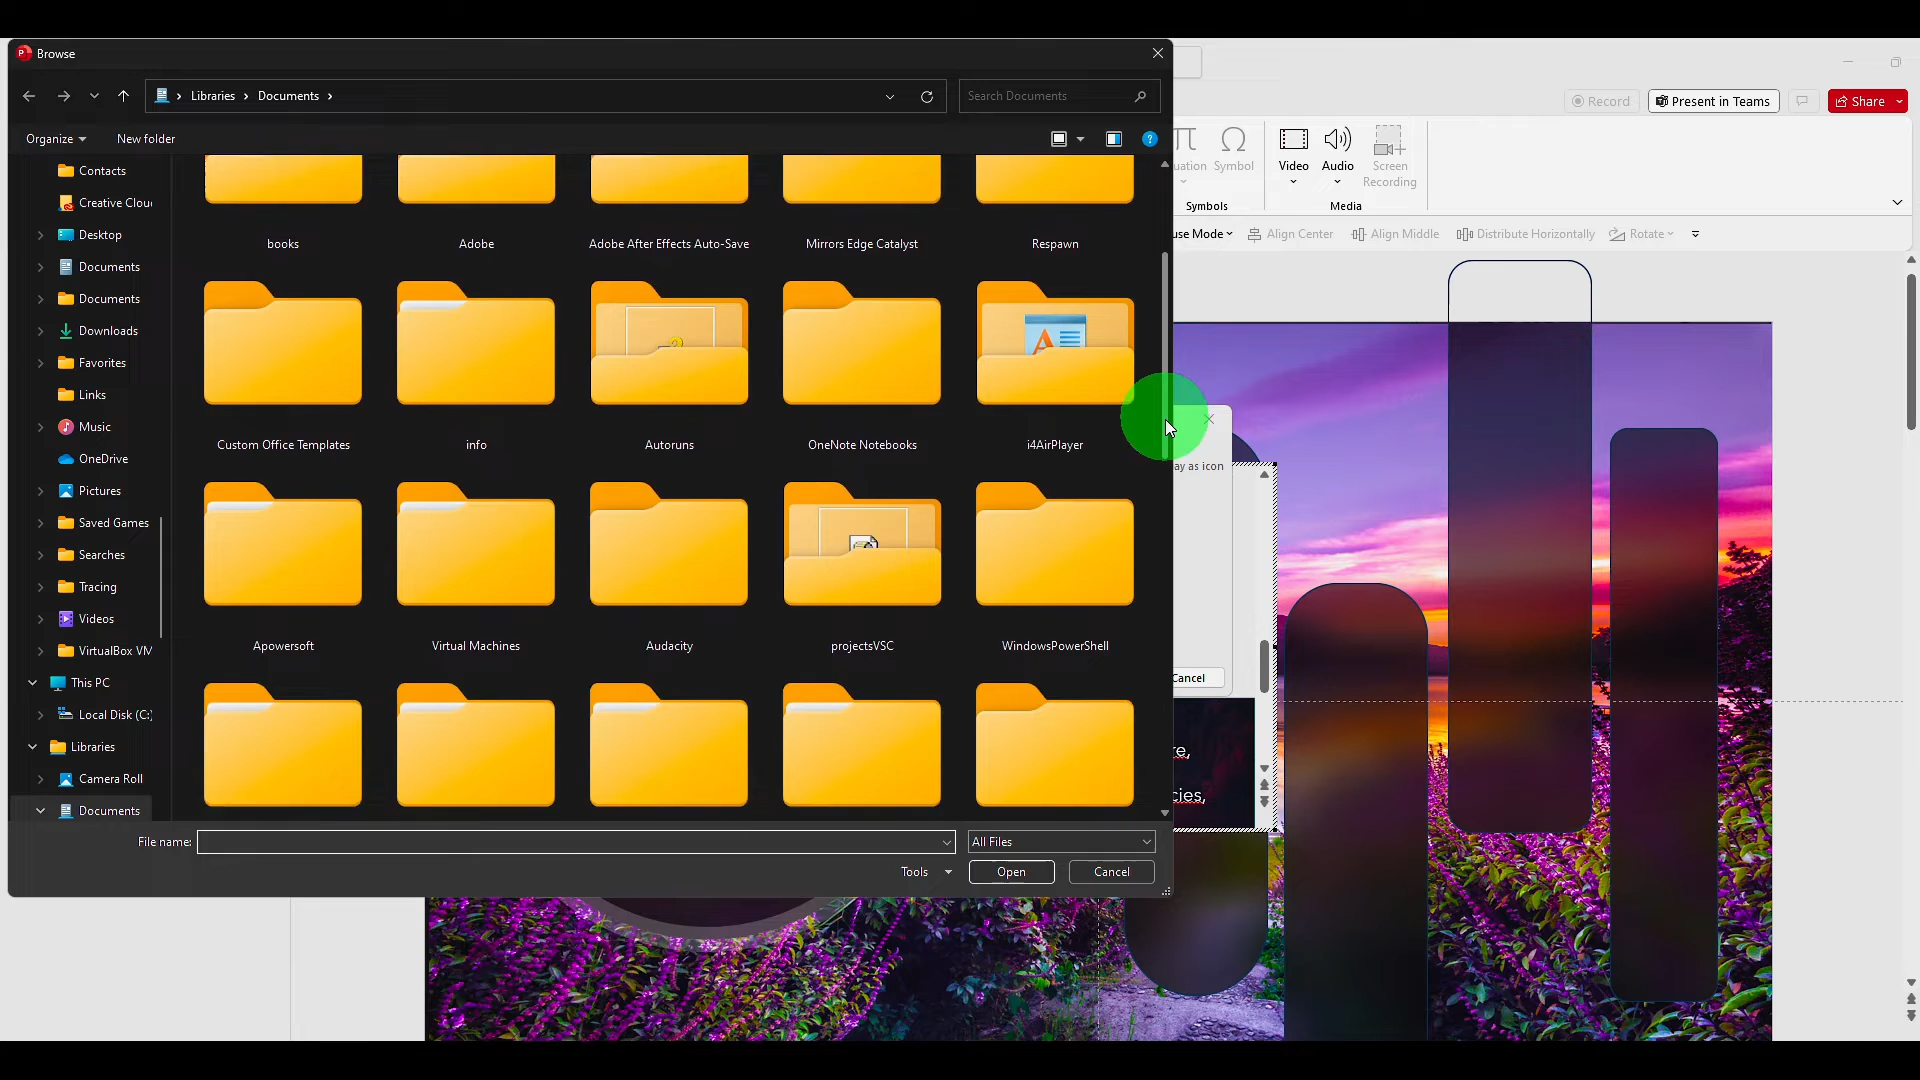 Browse
Libraries > Documents >
Search Documents
Record
Present in Teams
Share
Organize
New folder
Symbol
Video
Audio
Screen
Recording
Symbols
Media
use Mode
Align Center
Align Middle
Distribute Horizontally
Rotate
Contacts
Creative Clou
Desktop
Documents
Documents
Downloads
Favorites
Links
Music
OneDrive
Pictures
Saved Games
Searches
Tracing
Videos
VirtualBox VM
This PC
Local Disk (C:)
Libraries
Camera Roll
Documents
books
Adobe
Adobe After Effects Auto-Save
Mirrors Edge Catalyst
Respawn
Custom Office Templates
info
Autoruns
OneNote Notebooks
i4AirPlayer
Apowersoft
Virtual Machines
Audacity
projectsVSC
WindowsPowerShell
ay as icon
Cancel
re,
cies,
File name:
All Files
Tools
Open
Cancel